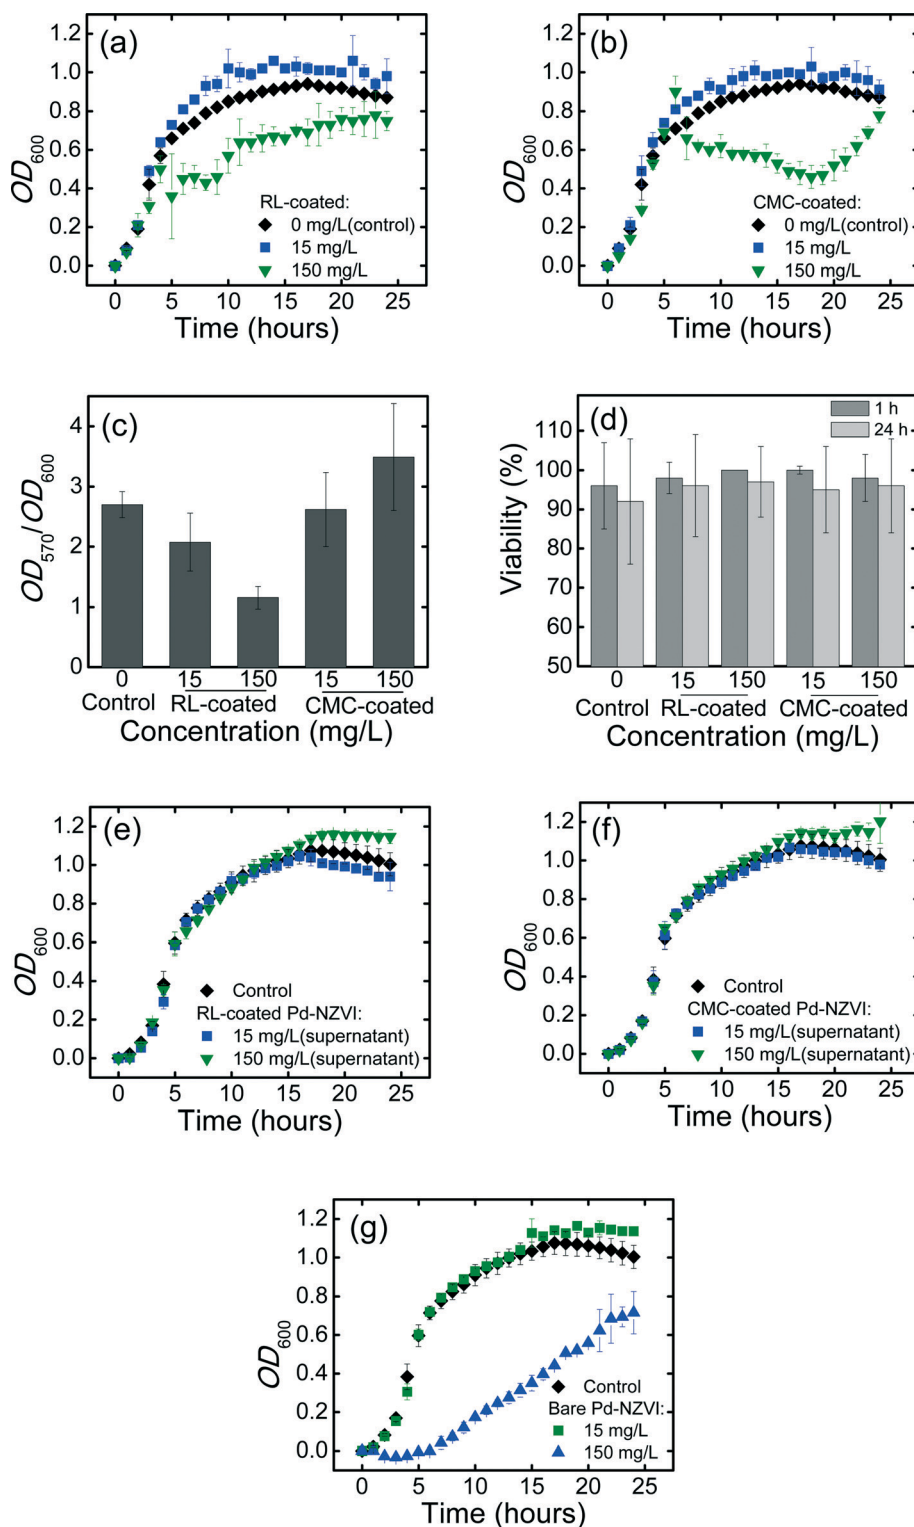 (a)
1.2
1.0
0.8
0.6
0.4
0.2
0.0
OD600
RL-coated:
0 mg/L(control)
15 mg/L
150 mg/L
0 5 10 15 20 25
Time (hours)
(b)
1.2
1.0
0.8
0.6
0.4
0.2
0.0
OD600
CMC-coated:
0 mg/L(control)
15 mg/L
150 mg/L
0 5 10 15 20 25
Time (hours)
(c)
4
3
2
1
0
OD570/OD600
0 15 150 15 150
Control RL-coated CMC-coated
Concentration (mg/L)
(d)
1 h
24 h
110
100
90
80
70
60
50
Viability (%)
0 15 150 15 150
Control RL-coated CMC-coated
Concentration (mg/L)
(e)
1.2
1.0
0.8
0.6
0.4
0.2
0.0
OD600
Control
RL-coated Pd-NZVI:
15 mg/L(supernatant)
150 mg/L(supernatant)
0 5 10 15 20 25
Time (hours)
(f)
1.2
1.0
0.8
0.6
0.4
0.2
0.0
OD600
Control
CMC-coated Pd-NZVI:
15 mg/L(supernatant)
150 mg/L(supernatant)
0 5 10 15 20 25
Time (hours)
(g)
1.2
1.0
0.8
0.6
0.4
0.2
0.0
OD600
Control
Bare Pd-NZVI:
15 mg/L
150 mg/L
0 5 10 15 20 25
Time (hours)